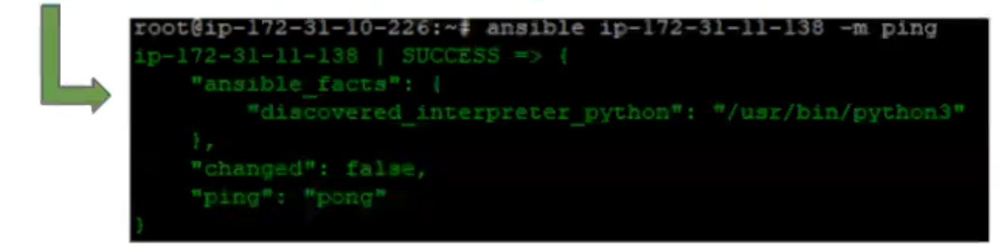 root@ip-172-31-10-226:~# ansible ip-172-31-11-138 -m ping
ip-172-31-11-138 | SUCCESS => {
    "ansible_facts": {
        "discovered_interpreter_python": "/usr/bin/python3"
    },
    "changed": false,
    "ping": "pong"
}